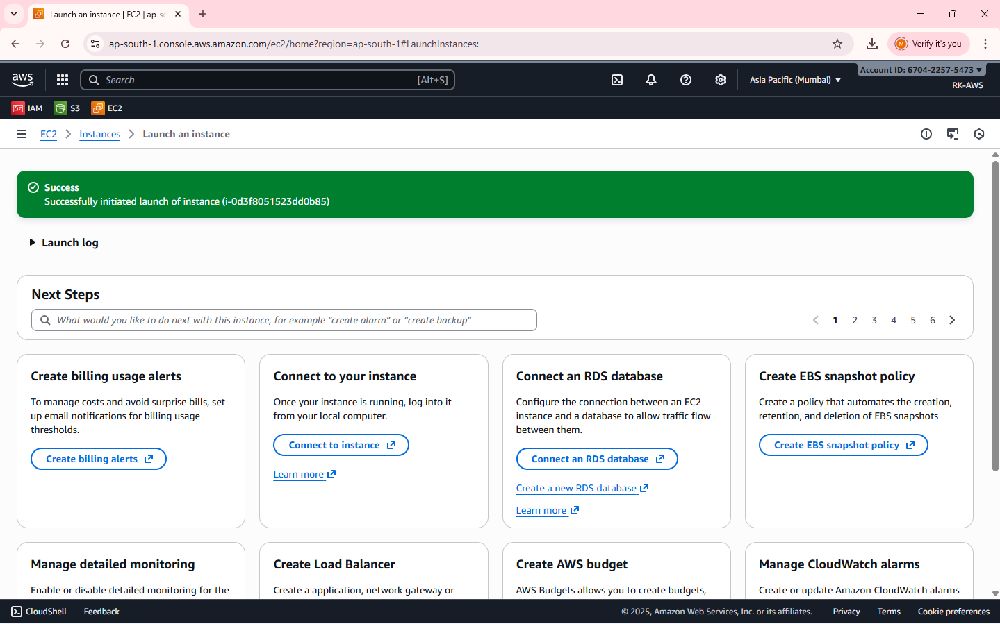 Launch an instance | EC2 | ap-sc
ap-south-1.console.aws.amazon.com/ec2/home?region=ap-south-1#LaunchInstances:
M
Verify it's you
aws
Search
[Alt+S]
Asia Pacific (Mumbai)
Account ID: 6704-2257-5473
RK-AWS
IAM
S3
EC2
EC2
Instances
Launch an instance
Success
Successfully initiated launch of instance (i-0d3f8051523dd0b85)
Launch log
Next Steps
What would you like to do next with this instance, for example “create alarm” or “create backup”
1 2 3 4 5 6
Create billing usage alerts
To manage costs and avoid surprise bills, set
up email notifications for billing usage
thresholds.
Create billing alerts
Connect to your instance
Once your instance is running, log into it
from your local computer.
Connect to instance
Learn more
Connect an RDS database
Configure the connection between an EC2
instance and a database to allow traffic flow
between them.
Connect an RDS database
Create a new RDS database
Learn more
Create EBS snapshot policy
Create a policy that automates the creation,
retention, and deletion of EBS snapshots
Create EBS snapshot policy
Manage detailed monitoring
Enable or disable detailed monitoring for the
Create Load Balancer
Create a application, network gateway or
Create AWS budget
AWS Budgets allows you to create budgets,
Manage CloudWatch alarms
Create or update Amazon CloudWatch alarms
CloudShell
Feedback
© 2025, Amazon Web Services, Inc. or its affiliates.
Privacy
Terms
Cookie preferences